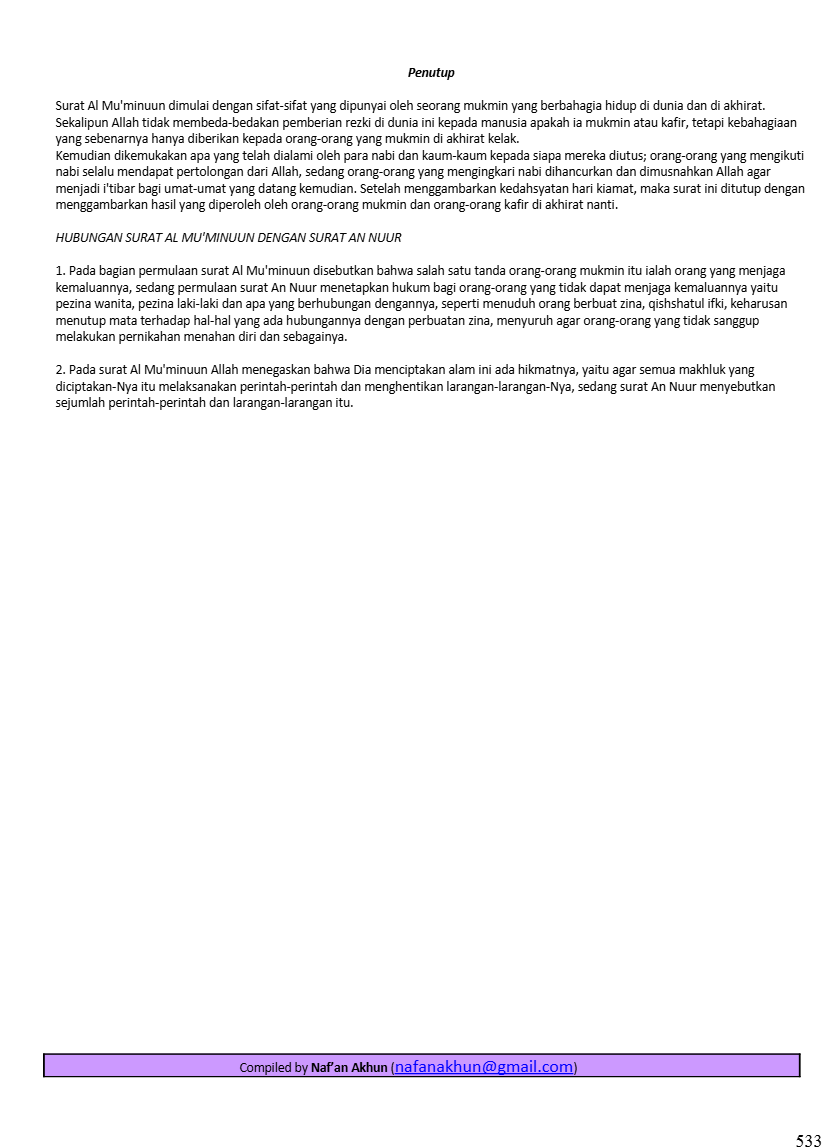 Penutup
Surat Al Mu'minuun dimulai dengan sifat-sifat yang dipunyai oleh seorang mukmin yang berbahagia hidup di dunia dan di akhirat.
Sekalipun Allah tidak membeda-bedakan pemberian rezki di dunia ini kepada manusia apakah ia mukmin atau kafir, tetapi kebahagiaan
yang sebenarnya hanya diberikan kepada orang-orang yang mukmin di akhirat kelak.
Kemudian dikemukakan apa yang telah dialami oleh para nabi dan kaum-kaum kepada siapa mereka diutus; orang-orang yang mengikuti
nabi selalu mendapat pertolongan dari Allah, sedang orang-orang yang mengingkari nabi dihancurkan dan dimusnahkan Allah agar
menjadi i'tibar bagi umat-umat yang datang kemudian. Setelah menggambarkan kedahsyatan hari kiamat, maka surat ini ditutup dengan
menggambarkan hasil yang diperoleh oleh orang-orang mukmin dan orang-orang kafir di akhirat nanti.
HUBUNGAN SURAT AL MU'MINUUN DENGAN SURAT AN NUUR
1. Pada bagian permulaan surat Al Mu'minuun disebutkan bahwa salah satu tanda orang-orang mukmin itu ialah orang yang menjaga
kemaluannya, sedang permulaan surat An Nuur menetapkan hukum bagi orang-orang yang tidak dapat menjaga kemaluannya yaitu
pezina wanita, pezina laki-laki dan apa yang berhubungan dengannya, seperti menuduh orang berbuat zina, qishshatul ifki, keharusan
menutup mata terhadap hal-hal yang ada hubungannya dengan perbuatan zina, menyuruh agar orang-orang yang tidak sanggup
melakukan pernikahan menahan diri dan sebagainya.
2. Pada surat Al Mu'minuun Allah menegaskan bahwa Dia menciptakan alam ini ada hikmatnya, yaitu agar semua makhluk yang
diciptakan-Nya itu melaksanakan perintah-perintah dan menghentikan larangan-larangan-Nya, sedang surat An Nuur menyebutkan
sejumlah perintah-perintah dan larangan-larangan itu.
Compiled by Naf'an Akhun (nafanakhun@gmail.com)
533